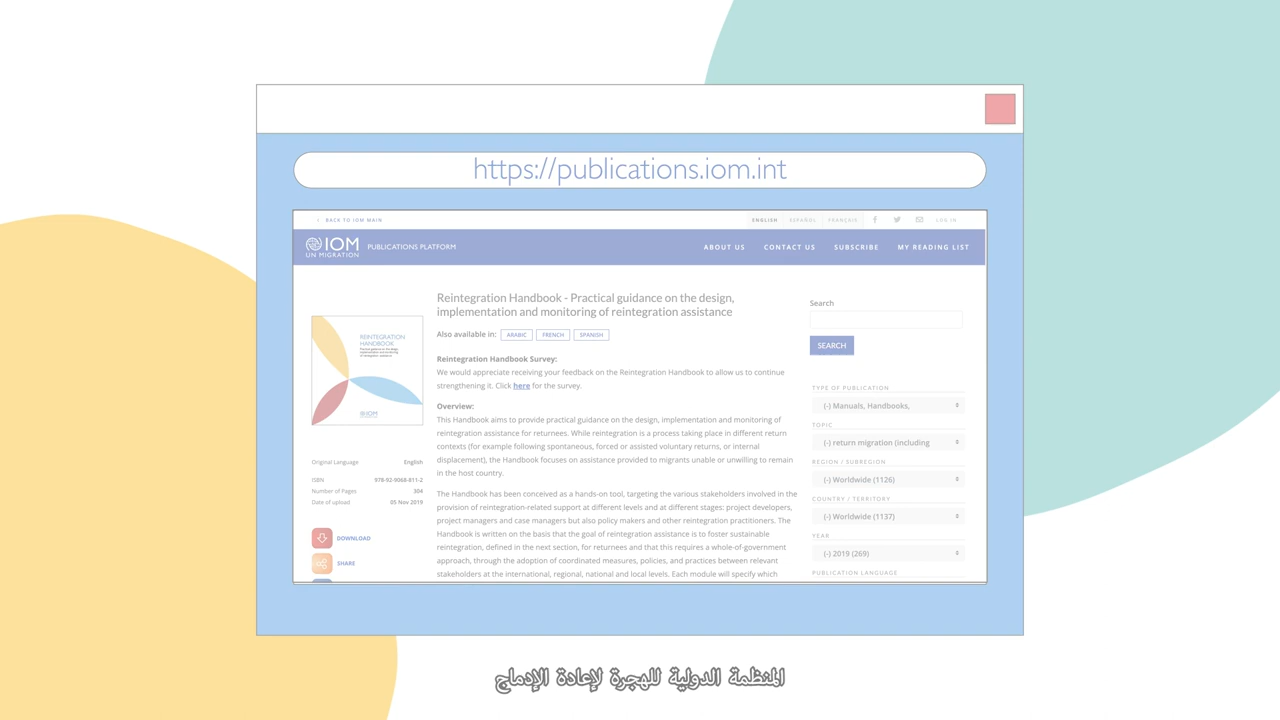 https://publications.iom.int
BACK TO IOM MAIN
ENGLISH ESPAÑOL FRANÇAIS LOG IN
IOM
UN MIGRATION
PUBLICATIONS PLATFORM
ABOUT US CONTACT US SUBSCRIBE MY READING LIST
REINTEGRATION
HANDBOOK
Practical guidance on the design,
implementation and monitoring
of reintegration assistance
IOM
Original Language English
ISBN 978-92-9068-811-2
Number of Pages 304
Date of upload 05 Nov 2019
DOWNLOAD
SHARE
Reintegration Handbook - Practical guidance on the design,
implementation and monitoring of reintegration assistance
Also available in: ARABIC FRENCH SPANISH
Reintegration Handbook Survey:
We would appreciate receiving your feedback on the Reintegration Handbook to allow us to continue
strengthening it. Click here for the survey.
Overview:
This Handbook aims to provide practical guidance on the design, implementation and monitoring of
reintegration assistance for returnees. While reintegration is a process taking place in different return
contexts (for example following spontaneous, forced or assisted voluntary returns, or internal
displacement), the Handbook focuses on assistance provided to migrants unable or unwilling to remain
in the host country.
The Handbook has been conceived as a hands-on tool, targeting the various stakeholders involved in the
provision of reintegration-related support at different levels and at different stages: project developers,
project managers and case managers but also policy makers and other reintegration practitioners. The
Handbook is written on the basis that the goal of reintegration assistance is to foster sustainable
reintegration, defined in the next section, for returnees and that this requires a whole-of-government
approach, through the adoption of coordinated measures, policies, and practices between relevant
stakeholders at the international, regional, national and local levels. Each module will specify which
Search
SEARCH
TYPE OF PUBLICATION
(-) Manuals, Handbooks,
TOPIC
(-) return migration (including
REGION / SUBREGION
(-) Worldwide (1126)
COUNTRY / TERRITORY
(-) Worldwide (1137)
YEAR
(-) 2019 (269)
PUBLICATION LANGUAGE
المنظمة الدولية للهجرة لإعادة الإدماج